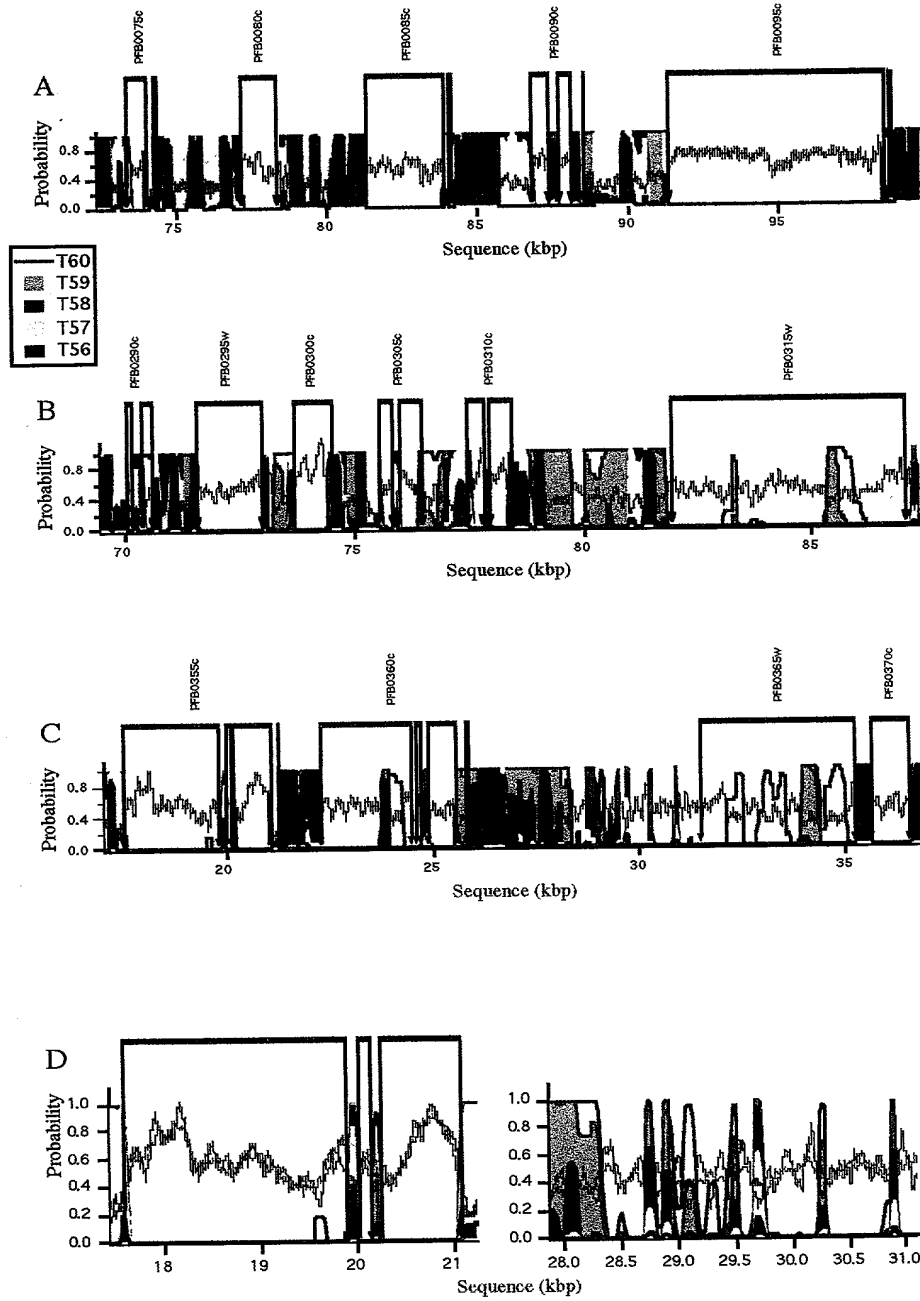 PFB0075c PFB0080c PFB0085c PFB0090c PFB0095c
A
Probability
0.8
0.4
0.0
75 80 85 90 95
Sequence (kbp)
T60
T59
T58
T57
T56
PFB0290c PFB0295w PFB0300c PFB0305c PFB0310c PFB0315w
B
Probability
0.8
0.4
0.0
70 75 80 85
Sequence (kbp)
PFB0355c PFB0360c PFB0365w PFB0370c
C
Probability
0.8
0.4
0.0
20 25 30 35
Sequence (kbp)
D
Probability
1.0 1.0
0.8 0.8
0.6 0.6
0.4 0.4
0.2 0.2
0.0 0.0
18 19 20 21 28.0 28.5 29.0 29.5 30.0 30.5 31.0
Sequence (kbp)